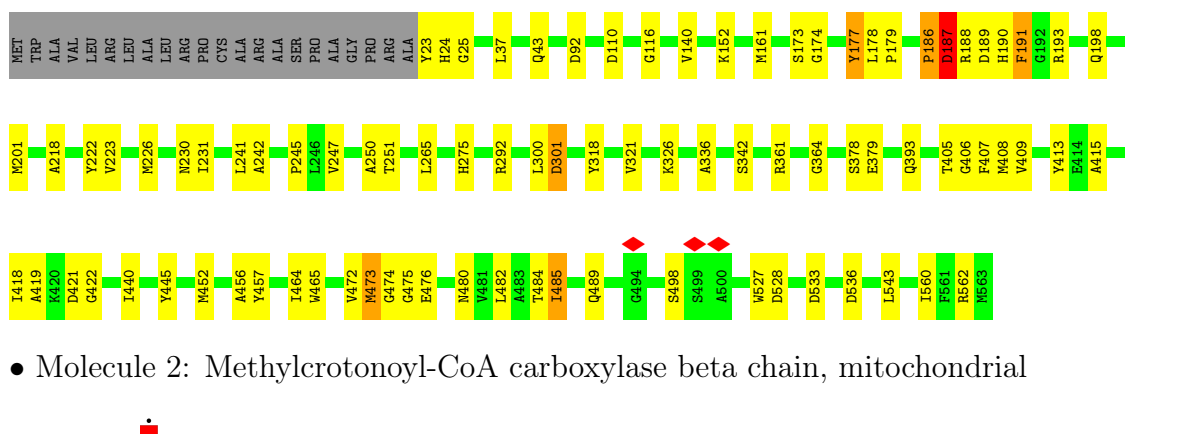 MET TRP ALA VAL LEU ARG LEU ALA LEU ARG PRO CYS ALA ARG ALA SER PRO ALA GLY PRO ARG ALA Y23 H24 G25 L37 Q43 D92 D110 G116 V140 K152 M161 S173 G174 Y177 L178 P179 P186 D187 R188 D189 H190 F191 G192 R193 Q198
M201 A218 Y222 V223 M226 N230 I231 L241 A242 P245 L246 V247 A250 T251 L265 H275 R292 L300 D301 Y318 V321 K326 A336 S342 R361 G364 S378 E379 Q393 T405 G406 F407 M408 V409 Y413 E414 A415
I418 A419 K420 D421 G422 I440 Y445 M452 A456 Y457 I464 W465 V472 M473 G474 G475 E476 N480 V481 L482 A483 T484 I485 Q489 G494 S498 S499 A500 W527 D528 D533 D536 L543 I560 F561 R562 M563
• Molecule 2: Methylcrotonoyl-CoA carboxylase beta chain, mitochondrial